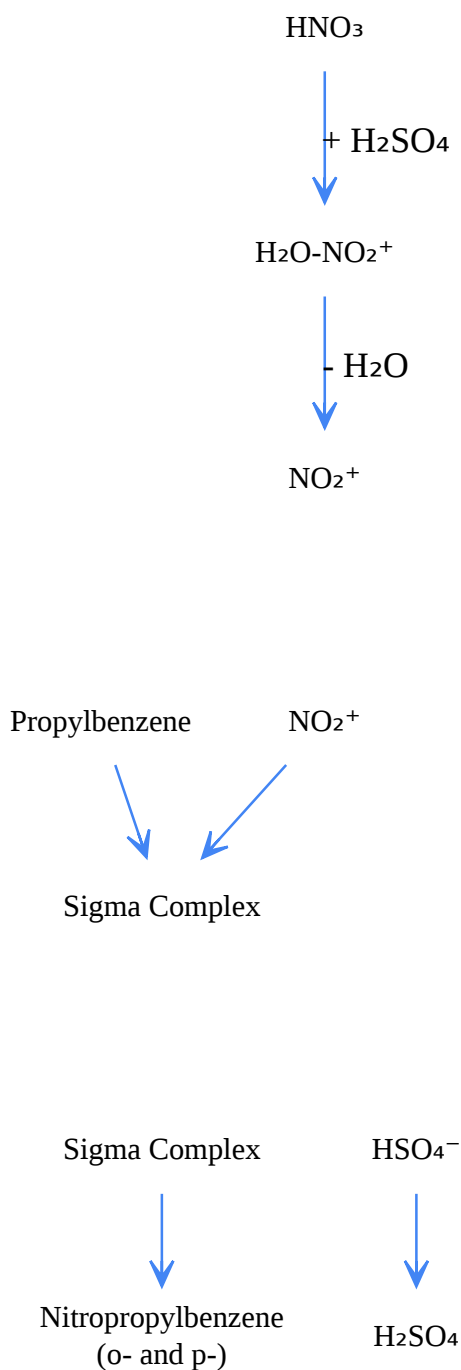 HNO₃
+ H₂SO₄
H₂O-NO₂⁺
- H₂O
NO₂⁺
Propylbenzene
NO₂⁺
Sigma Complex
Sigma Complex
HSO₄⁻
Nitropropylbenzene
(o- and p-)
H₂SO₄